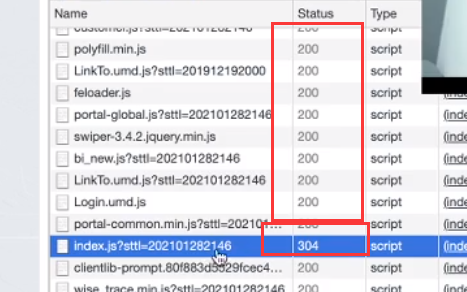 Name Status Type
customer.js?sttl=202101282146 200 script
polyfill.min.js 200 script
LinkTo.umd.js?sttl=201912192000 200 script (inde
feloader.js 200 script (inde
portal-global.js?sttl=202101282146 200 script (inde
swiper-3.4.2.jquery.min.js 200 script (inde
bi_new.js?sttl=202101282146 200 script (inde
LinkTo.umd.js?sttl=202101282146 200 script (inde
Login.umd.js 200 script (inde
portal-common.min.js?sttl=202101... 200 script (inde
index.js?sttl=202101282146 304 script (inde
clientlib-prompt.80f883d5529fcec4... 200 script (inde
wise_trace.min.js?sttl=202101282146 200 script (inde